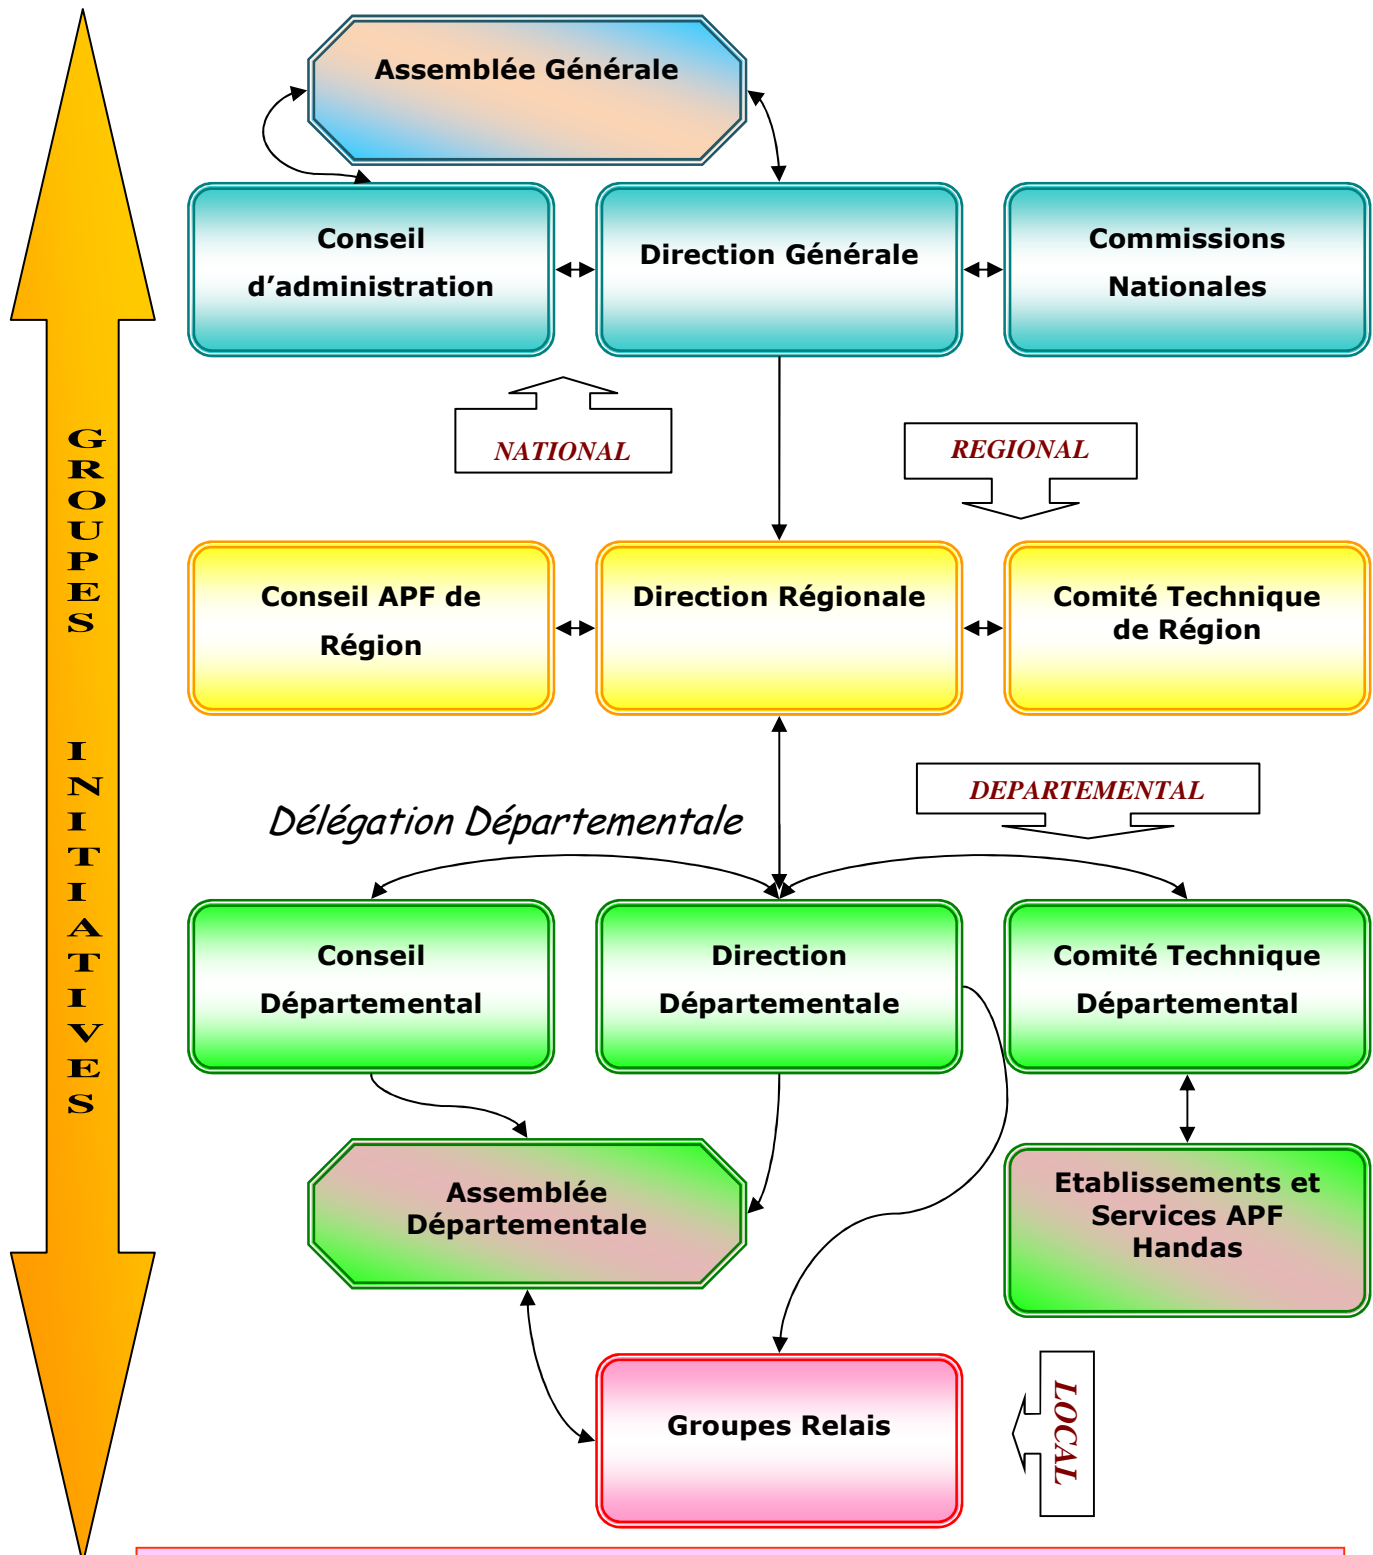 Assemblée Générale
Conseil
d’administration
Direction Générale
Commissions
Nationales
NATIONAL
REGIONAL
GROUPES INITIATIVES
Conseil APF de
Région
Direction Régionale
Comité Technique
de Région
DEPARTEMENTAL
Délégation Départementale
Conseil
Départemental
Direction
Départementale
Comité Technique
Départemental
Assemblée
Départementale
Etablissements et
Services APF
Handas
Groupes Relais
LOCAL